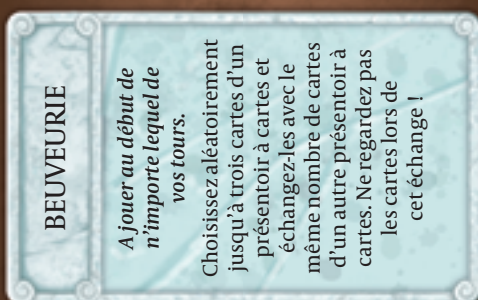 BEUVEURIE
A jouer au début de
n'importe lequel de
vos tours.
Choisissez aléatoirement
jusqu'à trois cartes d'un
présentoir à cartes et
échangez-les avec le
même nombre de cartes
d'un autre présentoir à
cartes. Ne regardez pas
les cartes lors de
cet échange !